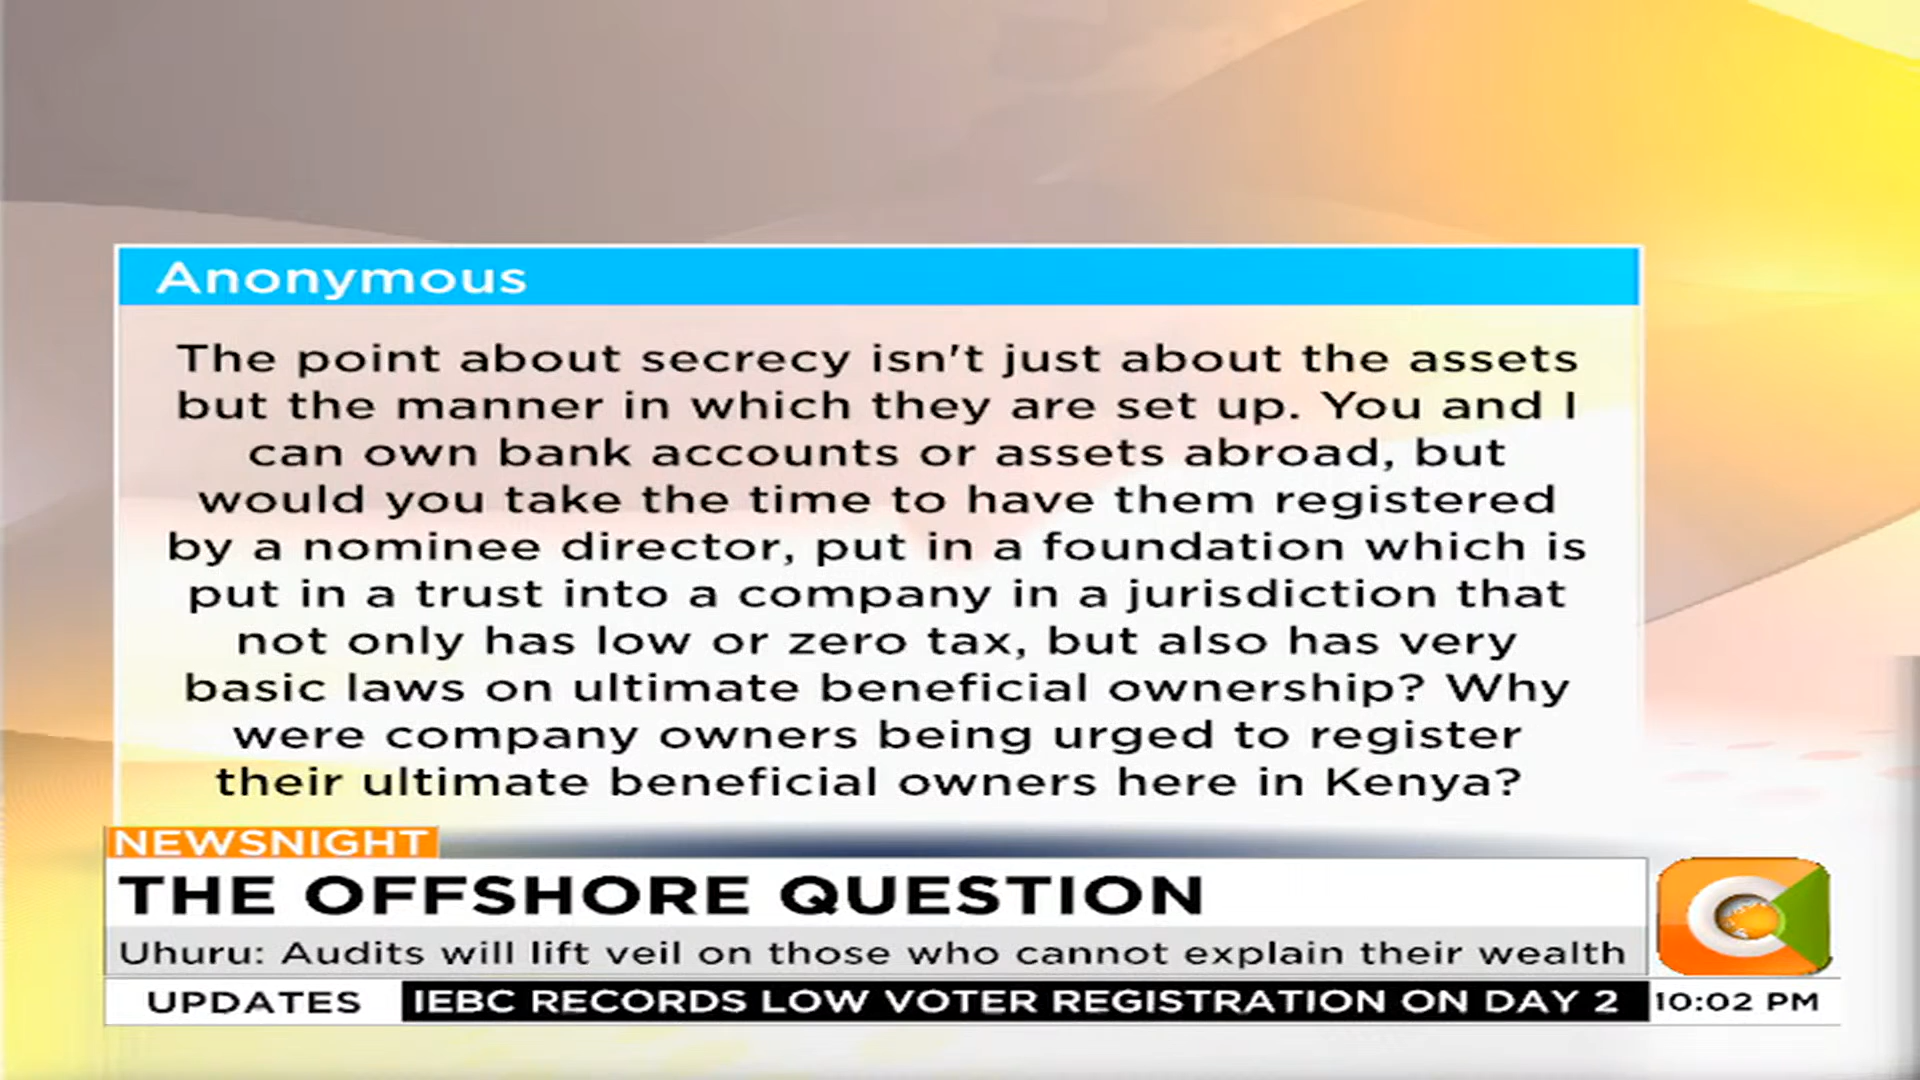 Anonymous
The point about secrecy isn't just about the assets
but the manner in which they are set up. You and I
can own bank accounts or assets abroad, but
would you take the time to have them registered
by a nominee director, put in a foundation which is
put in a trust into a company in a jurisdiction that
not only has low or zero tax, but also has very
basic laws on ultimate beneficial ownership? Why
were company owners being urged to register
their ultimate beneficial owners here in Kenya?
NEWSNIGHT
THE OFFSHORE QUESTION
Uhuru: Audits will lift veil on those who cannot explain their wealth
UPDATES IEBC RECORDS LOW VOTER REGISTRATION ON DAY 2 10:02 PM